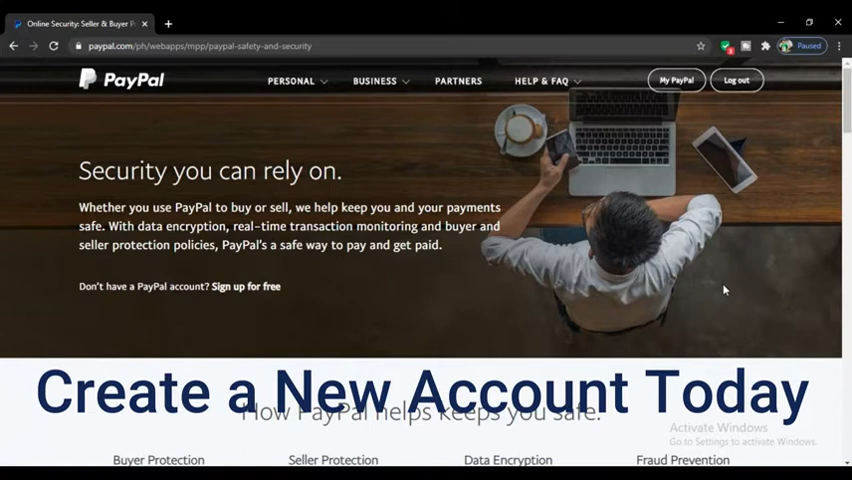 Online Security: Seller & Buyer P
paypal.com/ph/webapps/mpp/paypal-safety-and-security
3
Paused
PayPal
PERSONAL
BUSINESS
PARTNERS
HELP & FAQ
My PayPal
Log out
Security you can rely on.
Whether you use PayPal to buy or sell, we help keep you and your payments
safe. With data encryption, real-time transaction monitoring and buyer and
seller protection policies, PayPal's a safe way to pay and get paid.
Don't have a PayPal account? Sign up for free
Create a New Account Today
How PayPal helps keeps you safe.
Activate Windows
Go to Settings to activate Windows.
Buyer Protection
Seller Protection
Data Encryption
Fraud Prevention